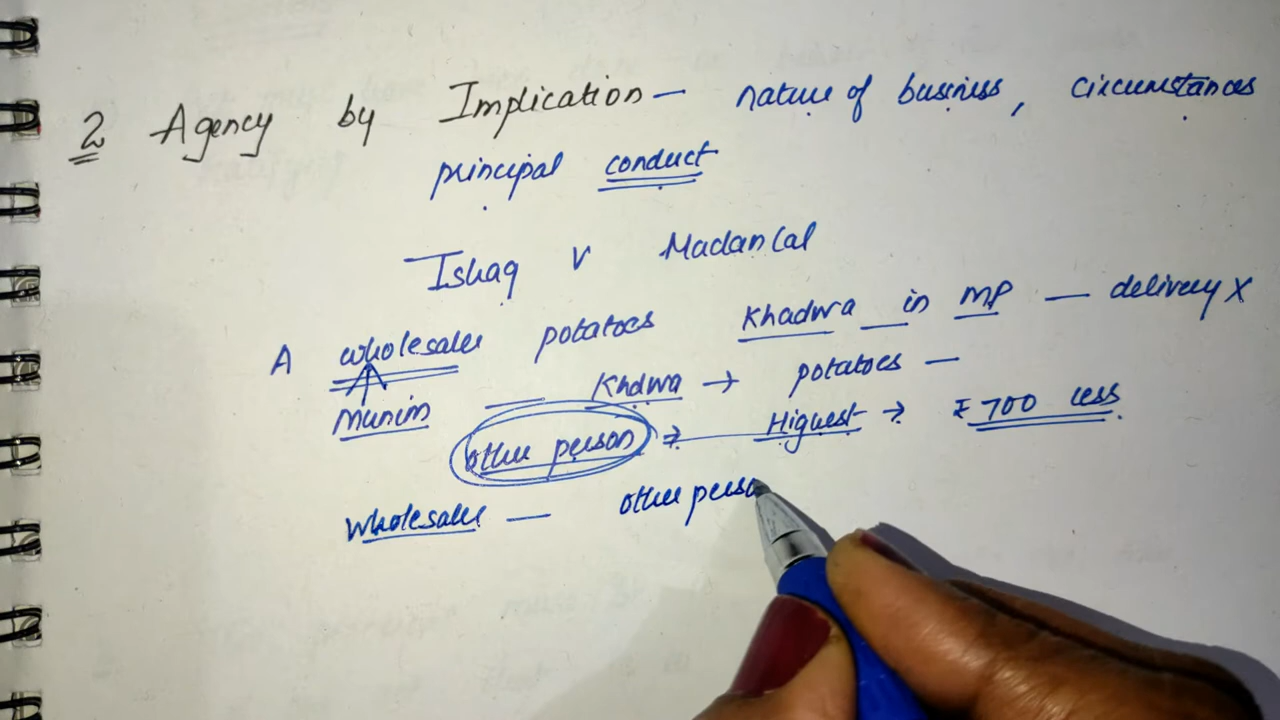 2 Agency by Implication — nature of business, circumstances
principal conduct
Ishaq v Madanlal
A wholesaler potatoes Khadwa in MP — delivery X
Munim — Khdwa → potatoes —
other person → Highest → ₹ 700 less
wholesaler — other perso